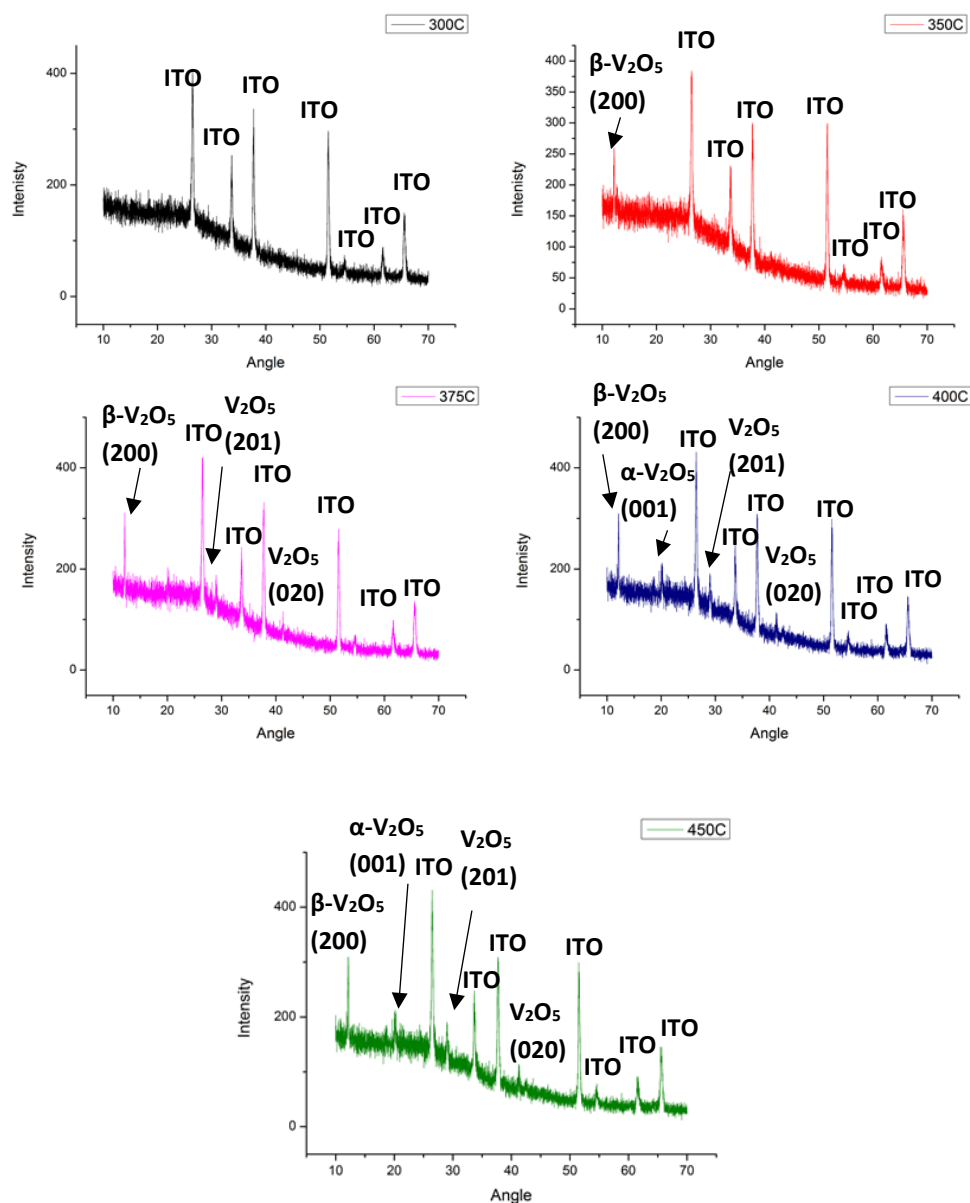 300C
Intenisty
400
200
0
ITO
ITO
ITO
ITO
ITO
ITO
ITO
10 20 30 40 50 60 70
Angle
350C
Intenisty
400
350
300
250
200
150
100
50
0
β-V₂O₅
(200)
ITO
ITO
ITO
ITO
ITO
ITO
ITO
10 20 30 40 50 60 70
Angle
375C
Intensity
400
200
0
β-V₂O₅
(200)
ITO
V₂O₅
(201)
ITO
ITO
V₂O₅
(020)
ITO
ITO
ITO
10 20 30 40 50 60 70
Angle
400C
Intenisty
400
200
0
β-V₂O₅
(200)
α-V₂O₅
(001)
ITO
V₂O₅
(201)
ITO
ITO
V₂O₅
(020)
ITO
ITO
ITO
ITO
10 20 30 40 50 60 70
Angle
450C
Intensity
400
200
0
β-V₂O₅
(200)
α-V₂O₅
(001)
ITO
V₂O₅
(201)
ITO
ITO
V₂O₅
(020)
ITO
ITO
ITO
ITO
10 20 30 40 50 60 70
Angle